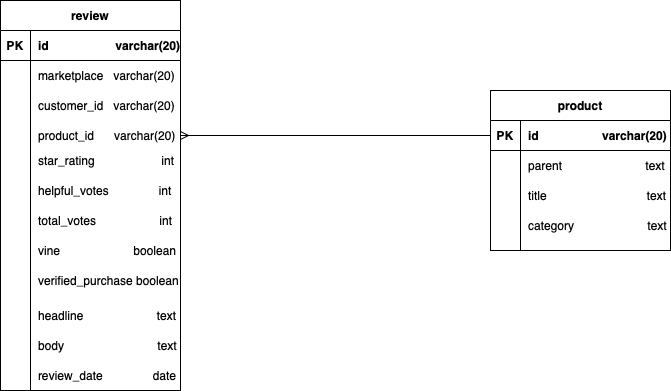 review
PK id varchar(20)
marketplace varchar(20)
customer_id varchar(20)
product_id varchar(20)
star_rating int
helpful_votes int
total_votes int
vine boolean
verified_purchase boolean
headline text
body text
review_date date
product
PK id varchar(20)
parent text
title text
category text